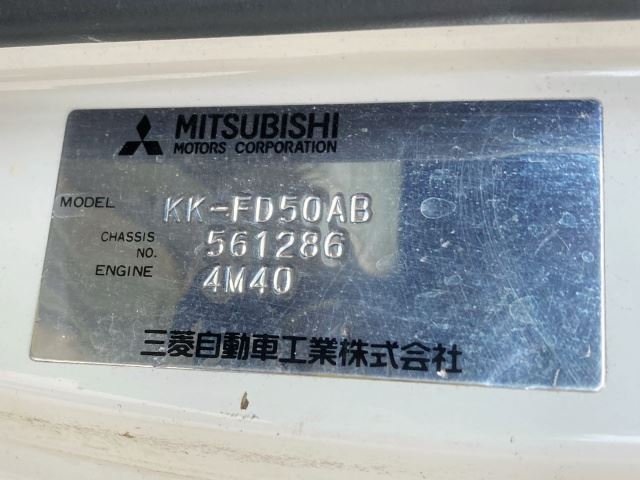 MITSUBISHI
MOTORS CORPORATION
MODEL KK-FD50AB
CHASSIS NO. 561286
ENGINE 4M40
三菱自動車工業株式会社